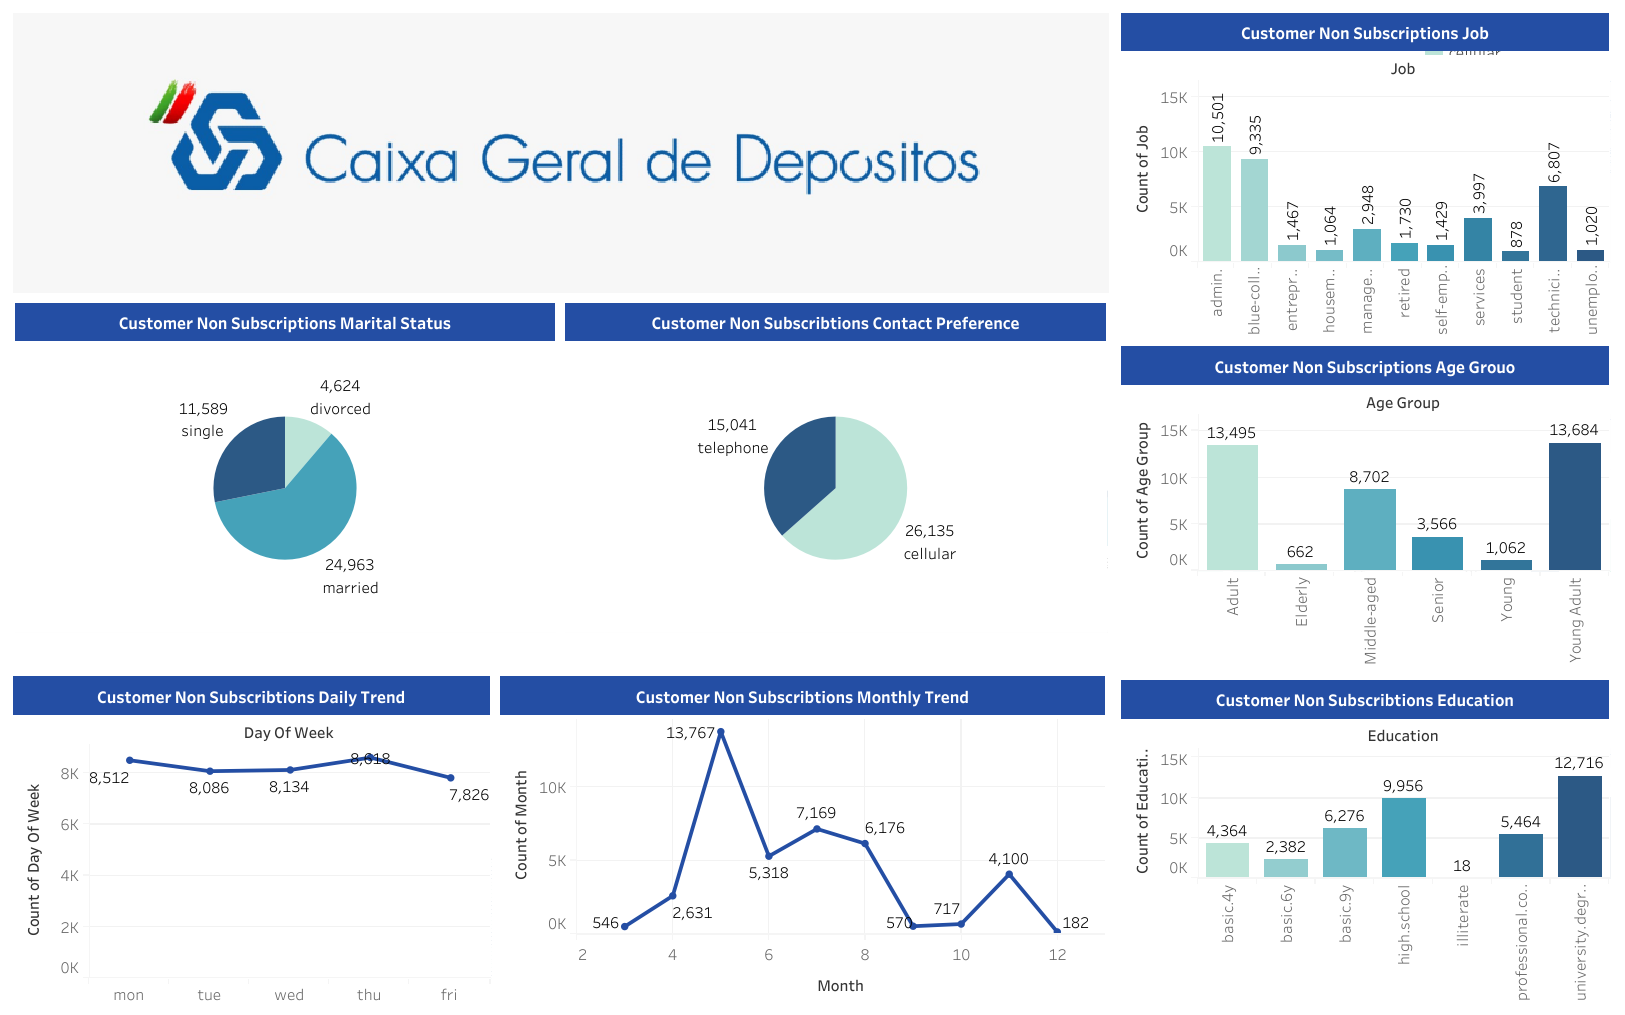 Caixa Geral de Depositos
Customer Non Subscriptions Job
cellular
Job
Count of Job
15K
10K
5K
0K
10,501
9,335
1,467
1,064
2,948
1,730
1,429
3,997
878
6,807
1,020
admin.
blue-coll..
entrepr..
housem..
manage..
retired
self-emp..
services
student
technici..
unemplo..
Customer Non Subscriptions Marital Status
4,624
divorced
11,589
single
24,963
married
Customer Non Subscribtions Contact Preference
15,041
telephone
26,135
cellular
Customer Non Subscriptions Age Grouo
Age Group
Count of Age Group
15K
10K
5K
0K
13,495
662
8,702
3,566
1,062
13,684
Adult
Elderly
Middle-aged
Senior
Young
Young Adult
Customer Non Subscribtions Daily Trend
Day Of Week
Count of Day Of Week
8K
6K
4K
2K
0K
8,512
8,086
8,134
8,618
7,826
mon
tue
wed
thu
fri
Customer Non Subscribtions Monthly Trend
Count of Month
10K
5K
0K
546
2,631
13,767
5,318
7,169
6,176
570
717
4,100
182
2
4
6
8
10
12
Month
Customer Non Subscribtions Education
Education
Count of Educati..
15K
10K
5K
0K
4,364
2,382
6,276
9,956
18
5,464
12,716
basic.4y
basic.6y
basic.9y
high.school
illiterate
professional.co..
university.degr..